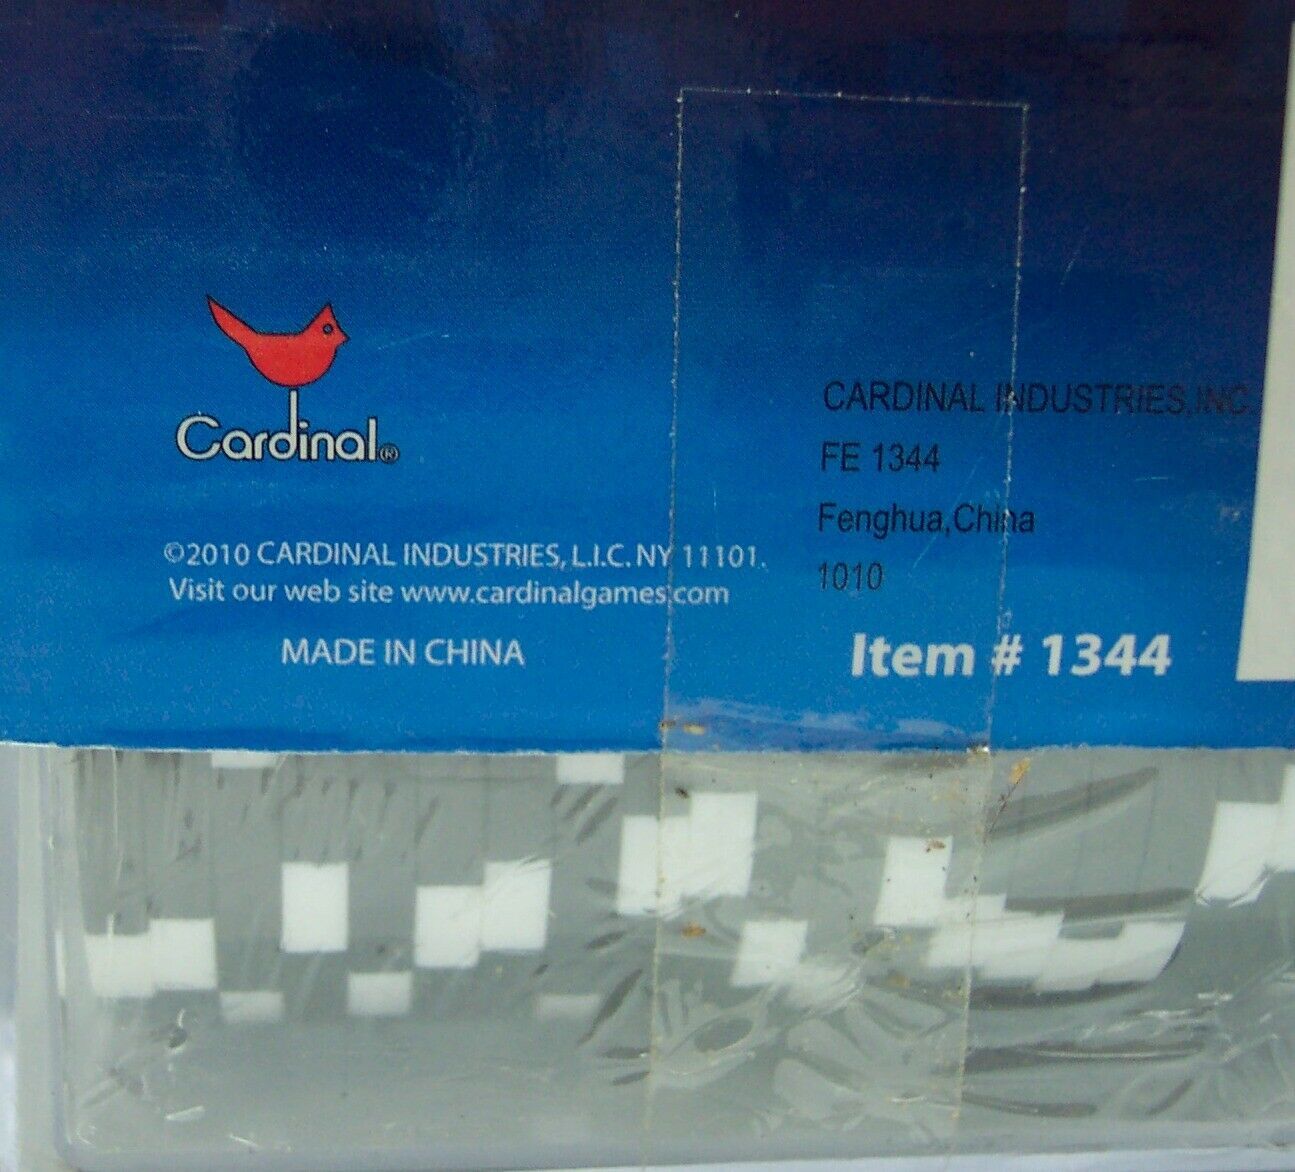 Cardinal®
©2010 CARDINAL INDUSTRIES, L.I.C. NY 11101.
Visit our web site www.cardinalgames.com
MADE IN CHINA
CARDINAL INDUSTRIES,INC.
FE 1344
Fenghua,China
1010
Item # 1344